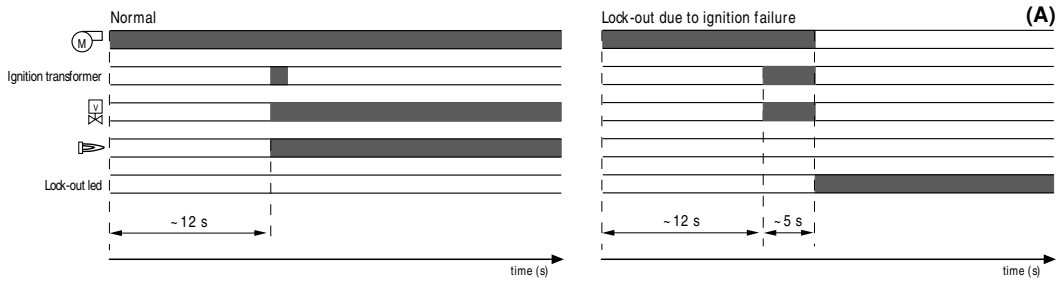 Normal
Lock-out due to ignition failure
(A)
M
Ignition transformer
V
Lock-out led
~12 s
~12 s
~5 s
time (s)
time (s)